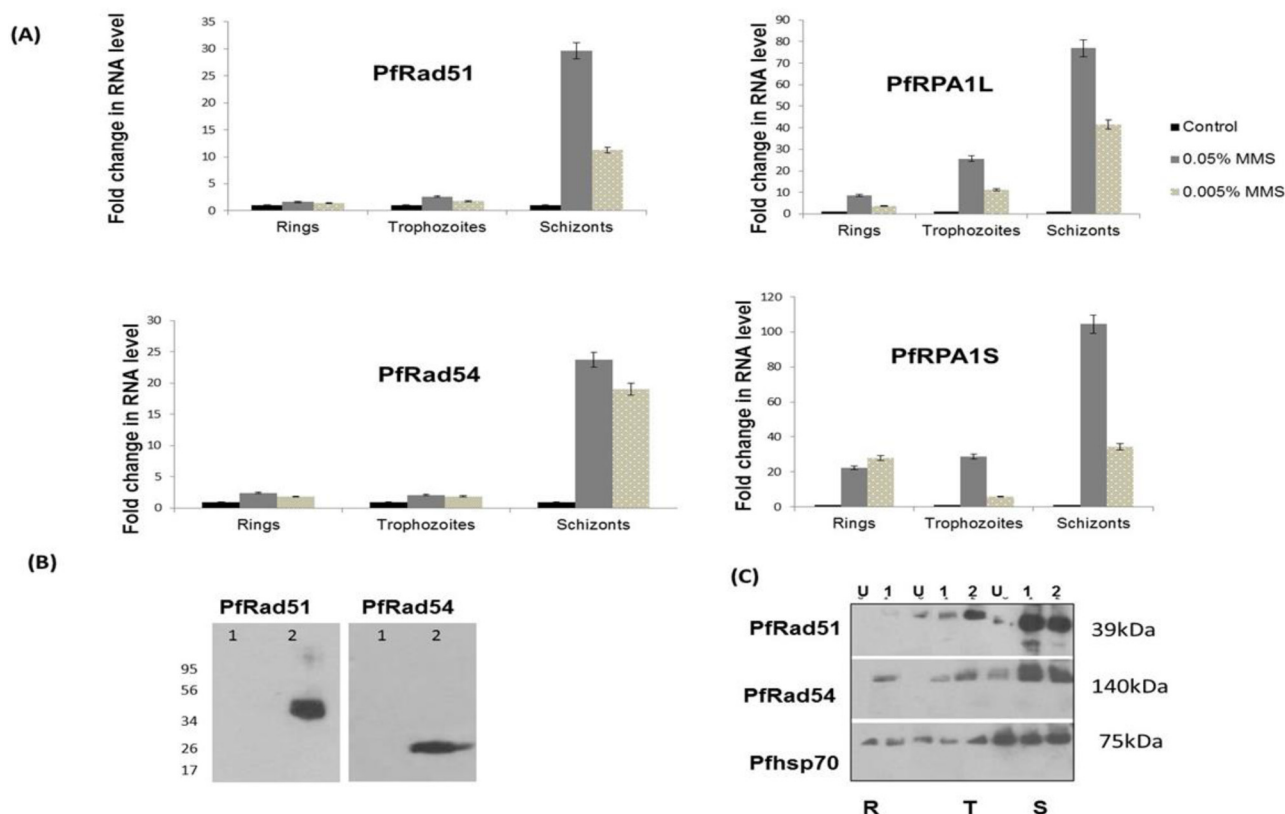 (A)
Fold change in RNA level
35
30
25
20
15
10
5
0
PfRad51
Rings Trophozoites Schizonts
Fold change in RNA level
90
80
70
60
50
40
30
20
10
0
PfRPA1L
Rings Trophozoites Schizonts
Control
0.05% MMS
0.005% MMS
Fold change in RNA level
30
25
20
15
10
5
0
PfRad54
Rings Trophozoites Schizonts
Fold change in RNA level
120
100
80
60
40
20
0
PfRPA1S
Rings Trophozoites Schizonts
(B)
PfRad51 PfRad54
1 2 1 2
95
56
34
26
17
(C)
U 1 U 1 2 U 1 2
PfRad51 39kDa
PfRad54 140kDa
Pfhsp70 75kDa
R T S